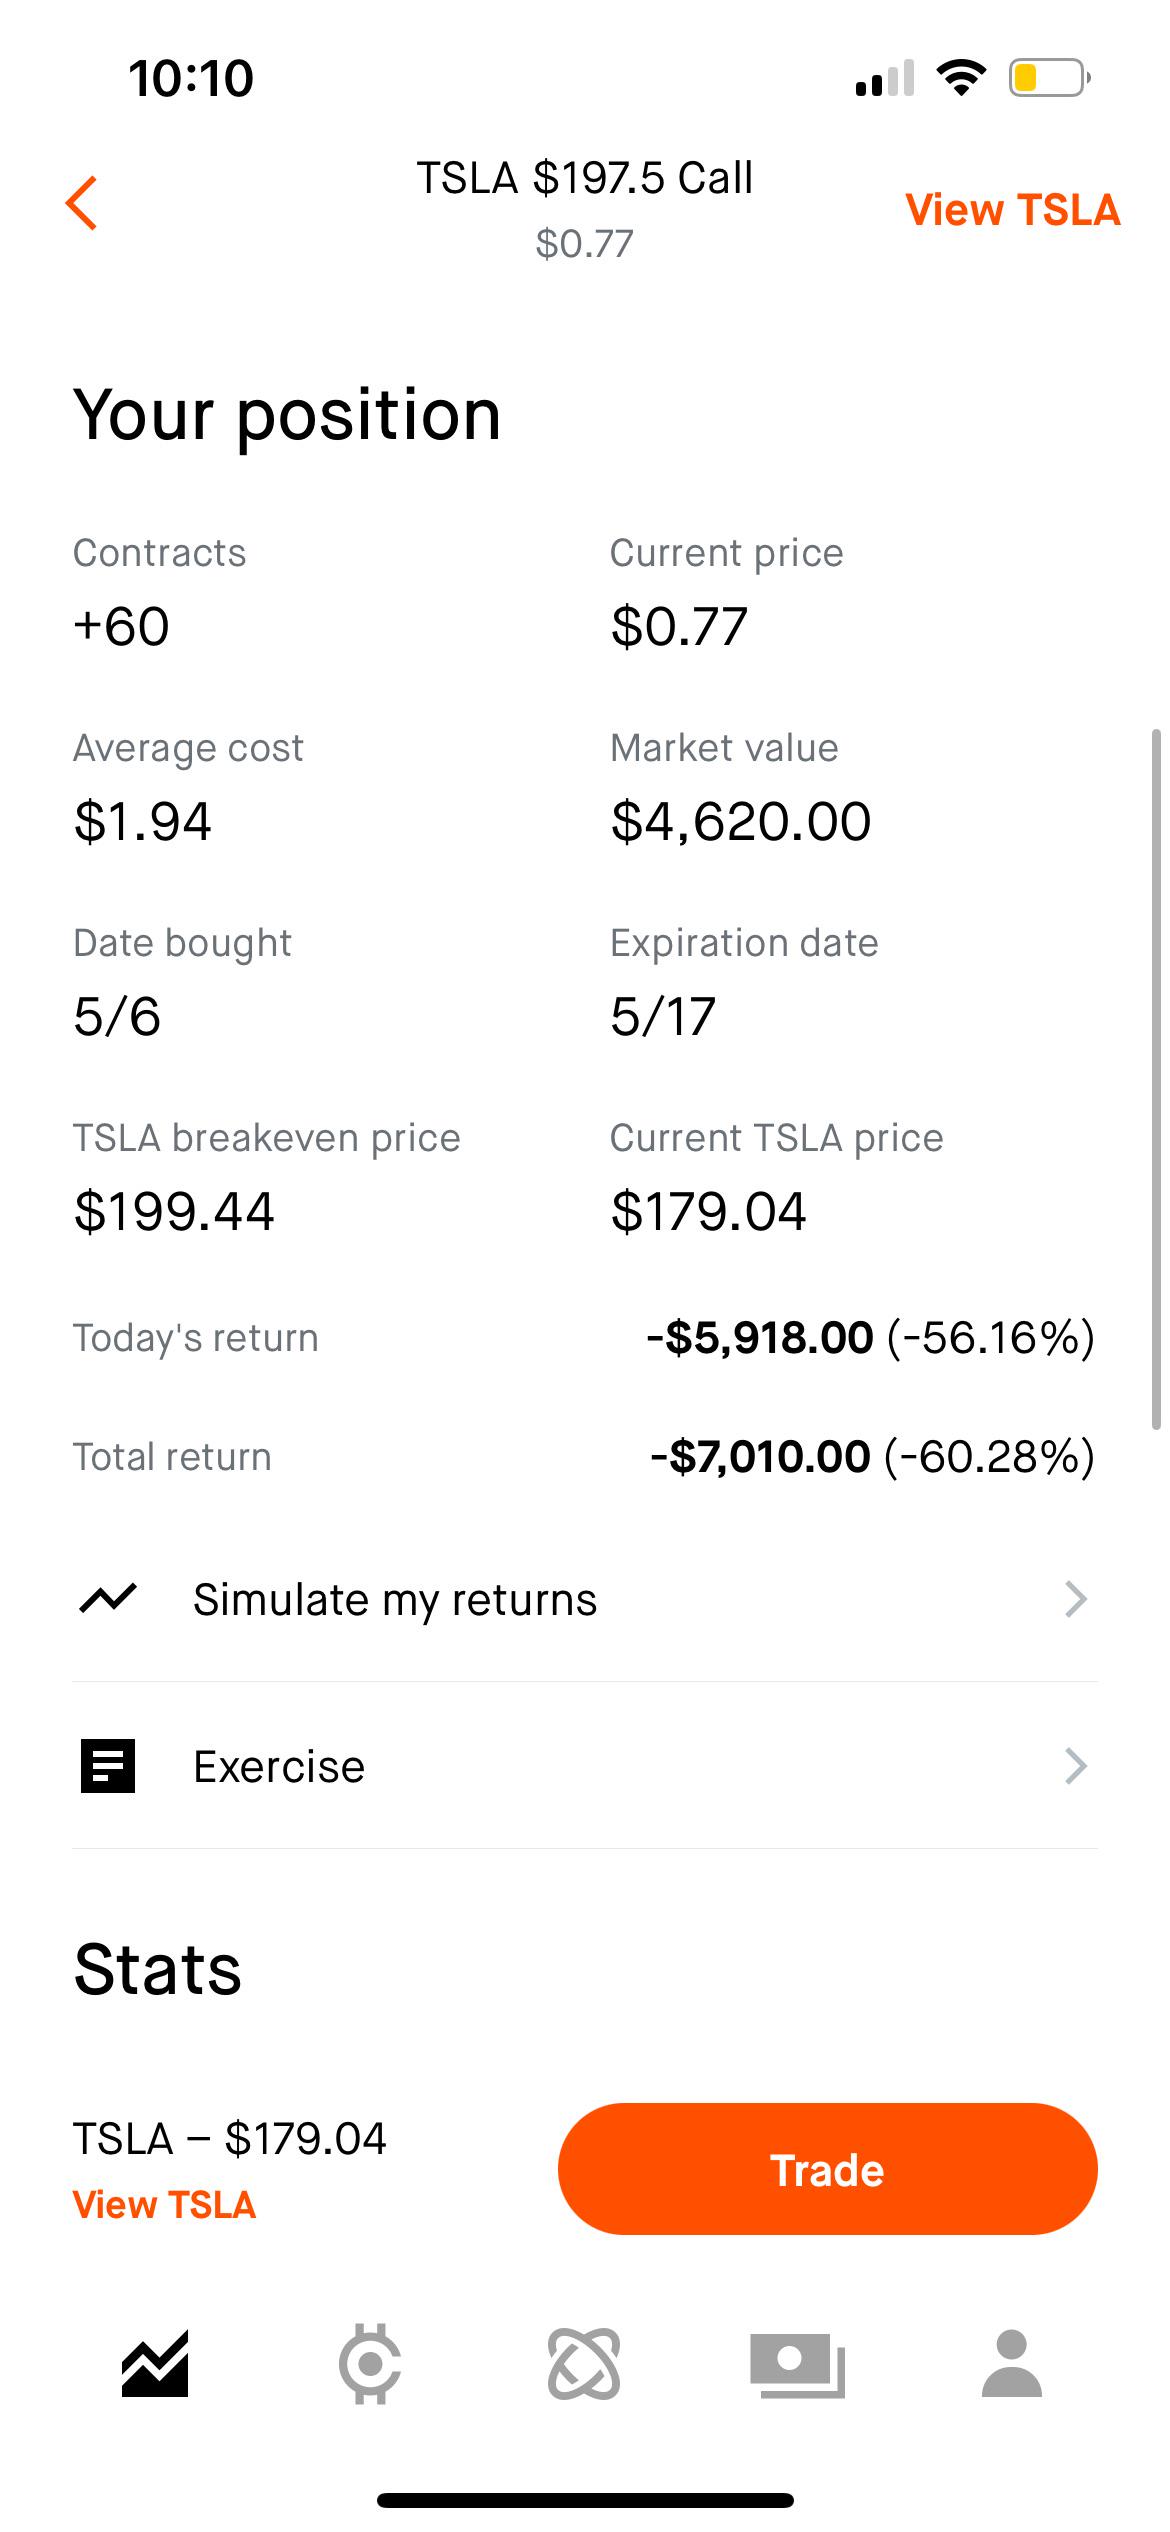 10:10
TSLA $197.5 Call
$0.77
View TSLA
Your position
Contracts
+60
Current price
$0.77
Average cost
$1.94
Market value
$4,620.00
Date bought
5/6
Expiration date
5/17
TSLA breakeven price
$199.44
Current TSLA price
$179.04
Today's return
-$5,918.00 (-56.16%)
Total return
-$7,010.00 (-60.28%)
Simulate my returns
Exercise
Stats
TSLA – $179.04
View TSLA
Trade